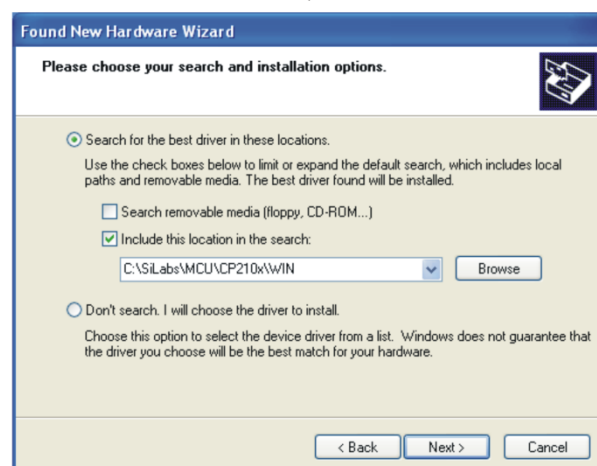 Found New Hardware Wizard
Please choose your search and installation options.
Search for the best driver in these locations.
Use the check boxes below to limit or expand the default search, which includes local
paths and removable media. The best driver found will be installed.
Search removable media (floppy, CD-ROM...)
Include this location in the search:
C:\SiLabs\MCU\CP210x\WIN
Browse
Don't search. I will choose the driver to install.
Choose this option to select the device driver from a list. Windows does not guarantee that
the driver you choose will be the best match for your hardware.
< Back
Next >
Cancel